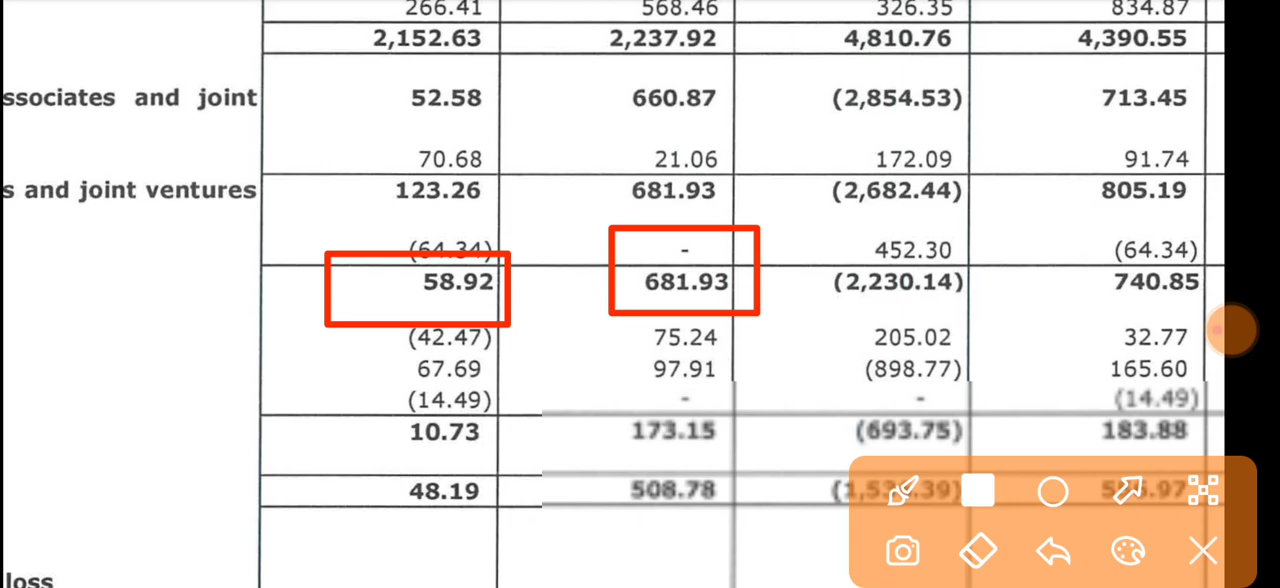 266.41 568.46 326.35 834.87
2,152.63 2,237.92 4,810.76 4,390.55
ssociates and joint 52.58 660.87 (2,854.53) 713.45
70.68 21.06 172.09 91.74
s and joint ventures 123.26 681.93 (2,682.44) 805.19
(64.34) - 452.30 (64.34)
58.92 681.93 (2,230.14) 740.85
(42.47) 75.24 205.02 32.77
67.69 97.91 (898.77) 165.60
(14.49) - - (14.49)
10.73 173.15 (693.75) 183.88
48.19 508.78
loss